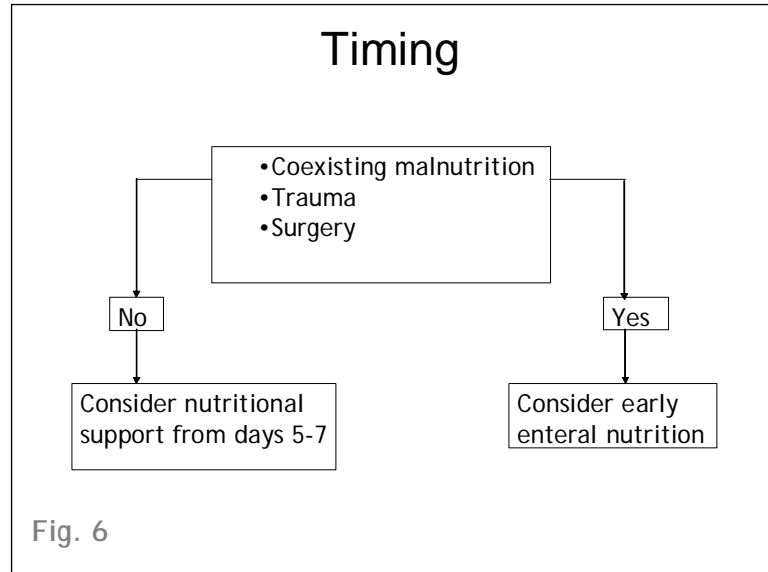 Timing
•Coexisting malnutrition
•Trauma
•Surgery
No
Yes
Consider nutritional
support from days 5-7
Consider early
enteral nutrition
Fig. 6